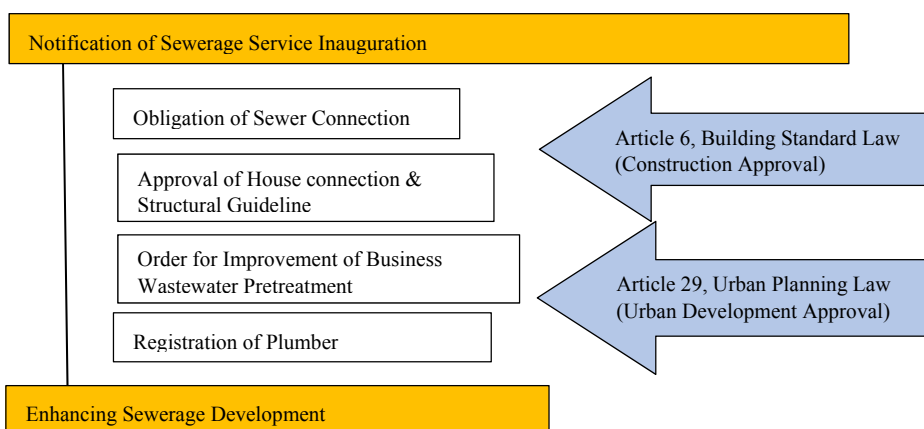 Notification of Sewerage Service Inauguration
Obligation of Sewer Connection
Approval of House connection &
Structural Guideline
Order for Improvement of Business
Wastewater Pretreatment
Registration of Plumber
Article 6, Building Standard Law
(Construction Approval)
Article 29, Urban Planning Law
(Urban Development Approval)
Enhancing Sewerage Development